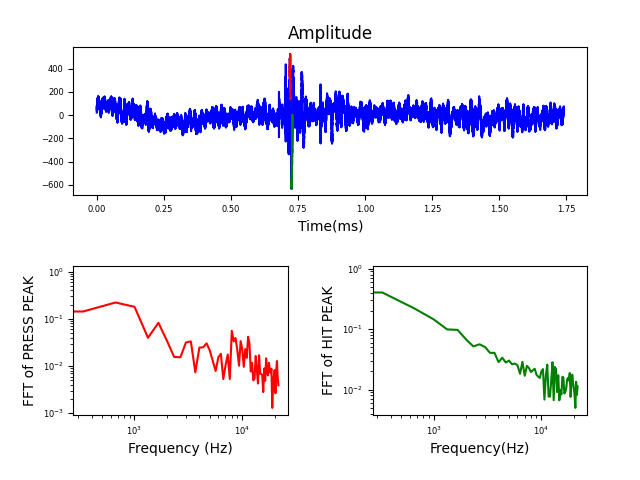 Amplitude
400
200
0
−200
−400
−600
0.00 0.25 0.50 0.75 1.00 1.25 1.50 1.75
Time(ms)
FFT of PRESS PEAK
10⁰
10⁻¹
10⁻²
10⁻³
10³ 10⁴
Frequency (Hz)
FFT of HIT PEAK
10⁰
10⁻¹
10⁻²
10³ 10⁴
Frequency(Hz)